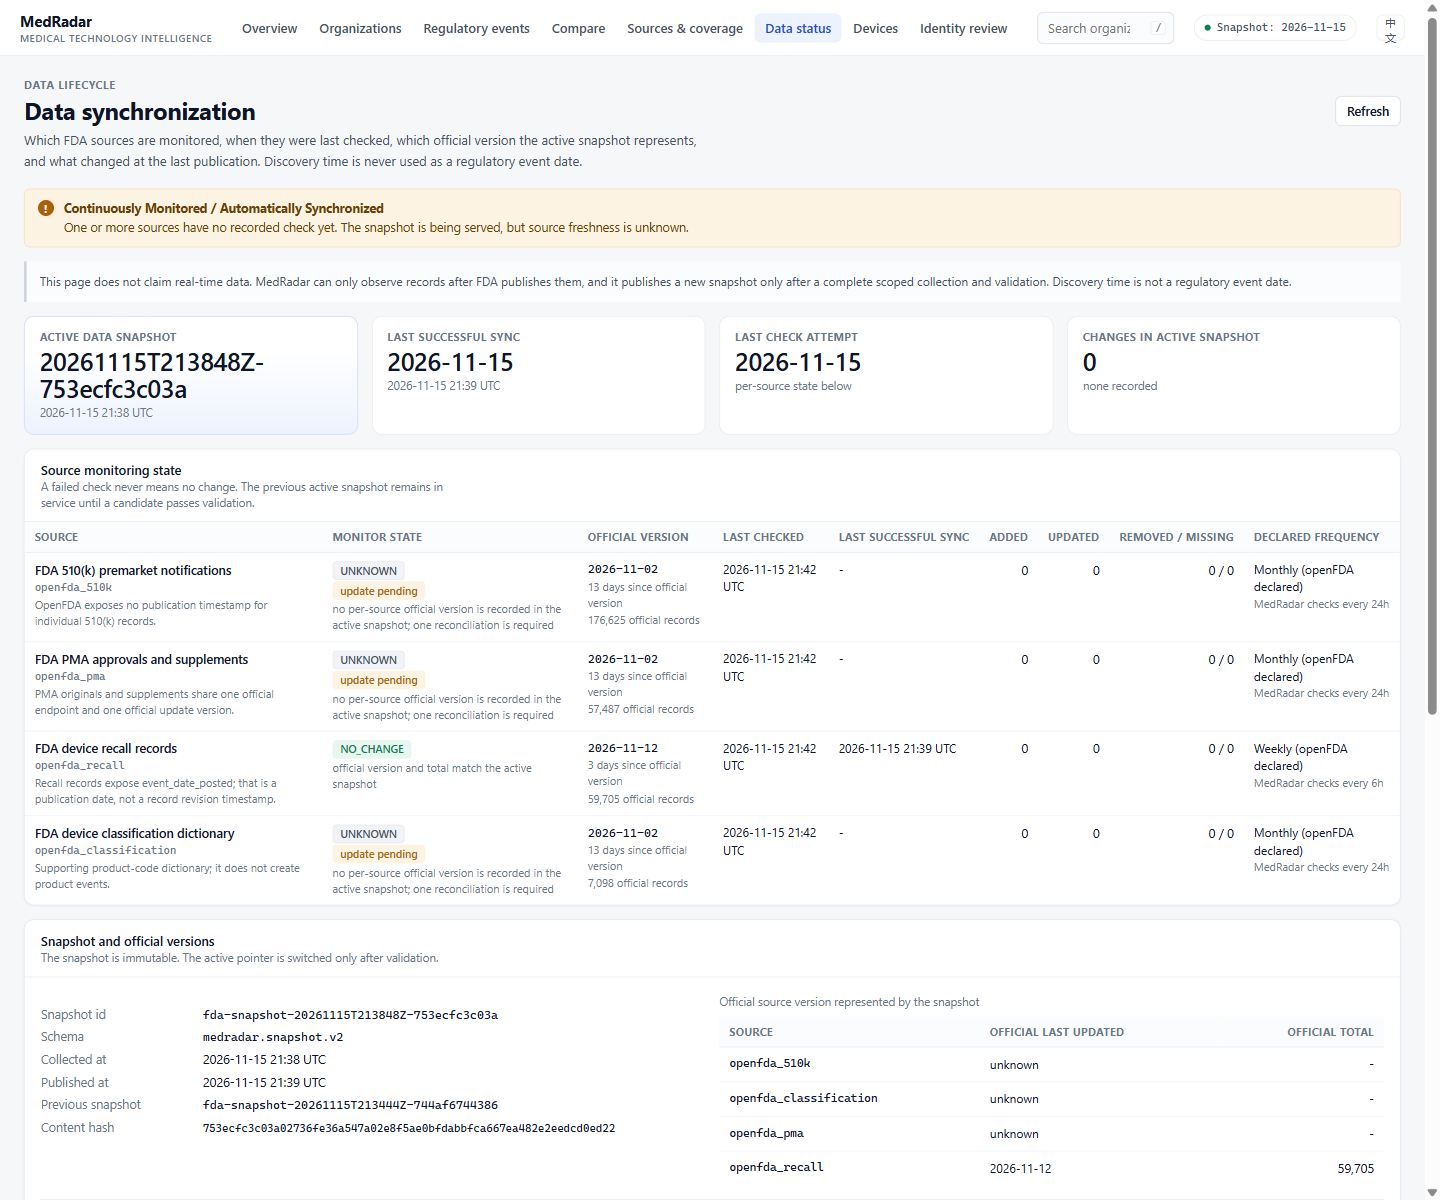 MedRadar
MEDICAL TECHNOLOGY INTELLIGENCE
Overview
Organizations
Regulatory events
Compare
Sources & coverage
Data status
Devices
Identity review
Search organiz
/
Snapshot: 2026-11-15
中
文
DATA LIFECYCLE
Data synchronization
Refresh
Which FDA sources are monitored, when they were last checked, which official version the active snapshot represents,
and what changed at the last publication. Discovery time is never used as a regulatory event date.
Continuously Monitored / Automatically Synchronized
One or more sources have no recorded check yet. The snapshot is being served, but source freshness is unknown.
This page does not claim real-time data. MedRadar can only observe records after FDA publishes them, and it publishes a new snapshot only after a complete scoped collection and validation. Discovery time is not a regulatory event date.
ACTIVE DATA SNAPSHOT
20261115T213848Z-
753ecfc3c03a
2026-11-15 21:38 UTC
LAST SUCCESSFUL SYNC
2026-11-15
2026-11-15 21:39 UTC
LAST CHECK ATTEMPT
2026-11-15
per-source state below
CHANGES IN ACTIVE SNAPSHOT
0
none recorded
Source monitoring state
A failed check never means no change. The previous active snapshot remains in
service until a candidate passes validation.
SOURCE
MONITOR STATE
OFFICIAL VERSION
LAST CHECKED
LAST SUCCESSFUL SYNC
ADDED
UPDATED
REMOVED / MISSING
DECLARED FREQUENCY
FDA 510(k) premarket notifications
openfda_510k
OpenFDA exposes no publication timestamp for
individual 510(k) records.
UNKNOWN
update pending
no per-source official version is recorded in the
active snapshot; one reconciliation is required
2026-11-02
13 days since official
version
176,625 official records
2026-11-15 21:42
UTC
-
0
0
0 / 0
Monthly (openFDA
declared)
MedRadar checks every 24h
FDA PMA approvals and supplements
openfda_pma
PMA originals and supplements share one official
endpoint and one official update version.
UNKNOWN
update pending
no per-source official version is recorded in the
active snapshot; one reconciliation is required
2026-11-02
13 days since official
version
57,487 official records
2026-11-15 21:42
UTC
-
0
0
0 / 0
Monthly (openFDA
declared)
MedRadar checks every 24h
FDA device recall records
openfda_recall
Recall records expose event_date_posted; that is a
publication date, not a record revision timestamp.
NO_CHANGE
official version and total match the active
snapshot
2026-11-12
3 days since official
version
59,705 official records
2026-11-15 21:42
UTC
2026-11-15 21:39 UTC
0
0
0 / 0
Weekly (openFDA
declared)
MedRadar checks every 6h
FDA device classification dictionary
openfda_classification
Supporting product-code dictionary; it does not create
product events.
UNKNOWN
update pending
no per-source official version is recorded in the
active snapshot; one reconciliation is required
2026-11-02
13 days since official
version
7,098 official records
2026-11-15 21:42
UTC
-
0
0
0 / 0
Monthly (openFDA
declared)
MedRadar checks every 24h
Snapshot and official versions
The snapshot is immutable. The active pointer is switched only after validation.
Snapshot id
fda-snapshot-20261115T213848Z-753ecfc3c03a
Schema
medradar.snapshot.v2
Collected at
2026-11-15 21:38 UTC
Published at
2026-11-15 21:39 UTC
Previous snapshot
fda-snapshot-20261115T213444Z-744af6744386
Content hash
753ecfc3c03a02736fe36a547a02e8f5ae0bfdabbfca667ea482e2eedcd0ed22
Official source version represented by the snapshot
SOURCE
OFFICIAL LAST UPDATED
OFFICIAL TOTAL
openfda_510k
unknown
-
openfda_classification
unknown
-
openfda_pma
unknown
-
openfda_recall
2026-11-12
59,705